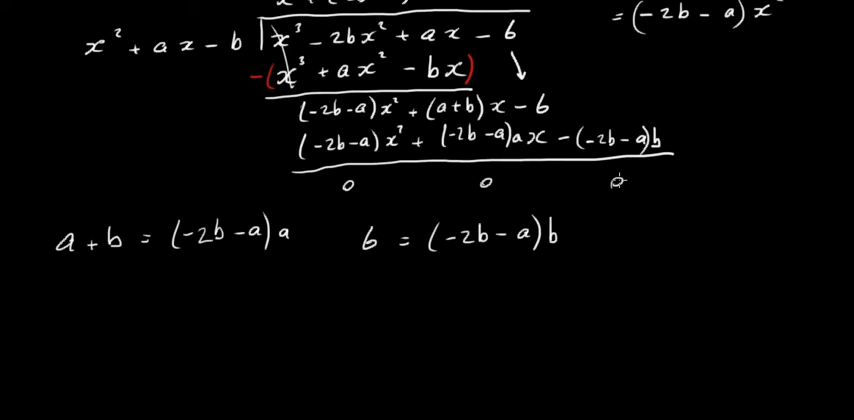 = (-2b - a) x
x² + ax - b x³ - 2bx² + ax - 6
-(x³ + ax² - bx)
(-2b-a)x² + (a+b)x - 6
(-2b-a)x² + (-2b-a)ax - (-2b-a)b
0 0 0
a + b = (-2b - a)a 6 = (-2b - a)b